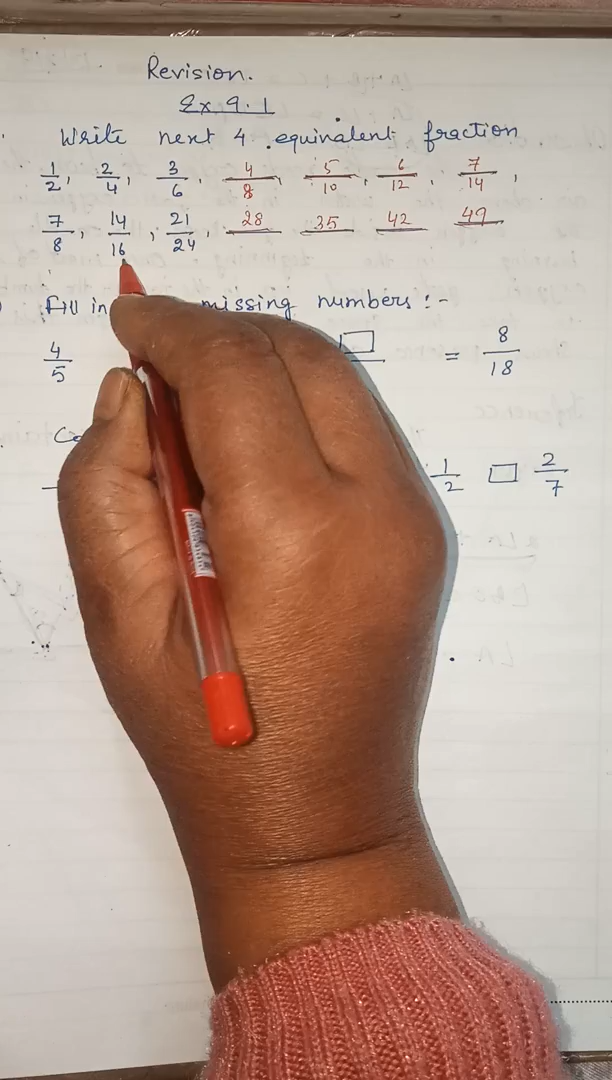 Revision.
Ex 9.1
Write next 4 equivalent fraction
1/2, 2/4, 3/6, 4/8, 5/10, 6/12, 7/14,
7/8, 14/16, 21/24 28 35 42 49
Fill in missing numbers :-
4/5 □ = 8/18
1/2 □ 2/7